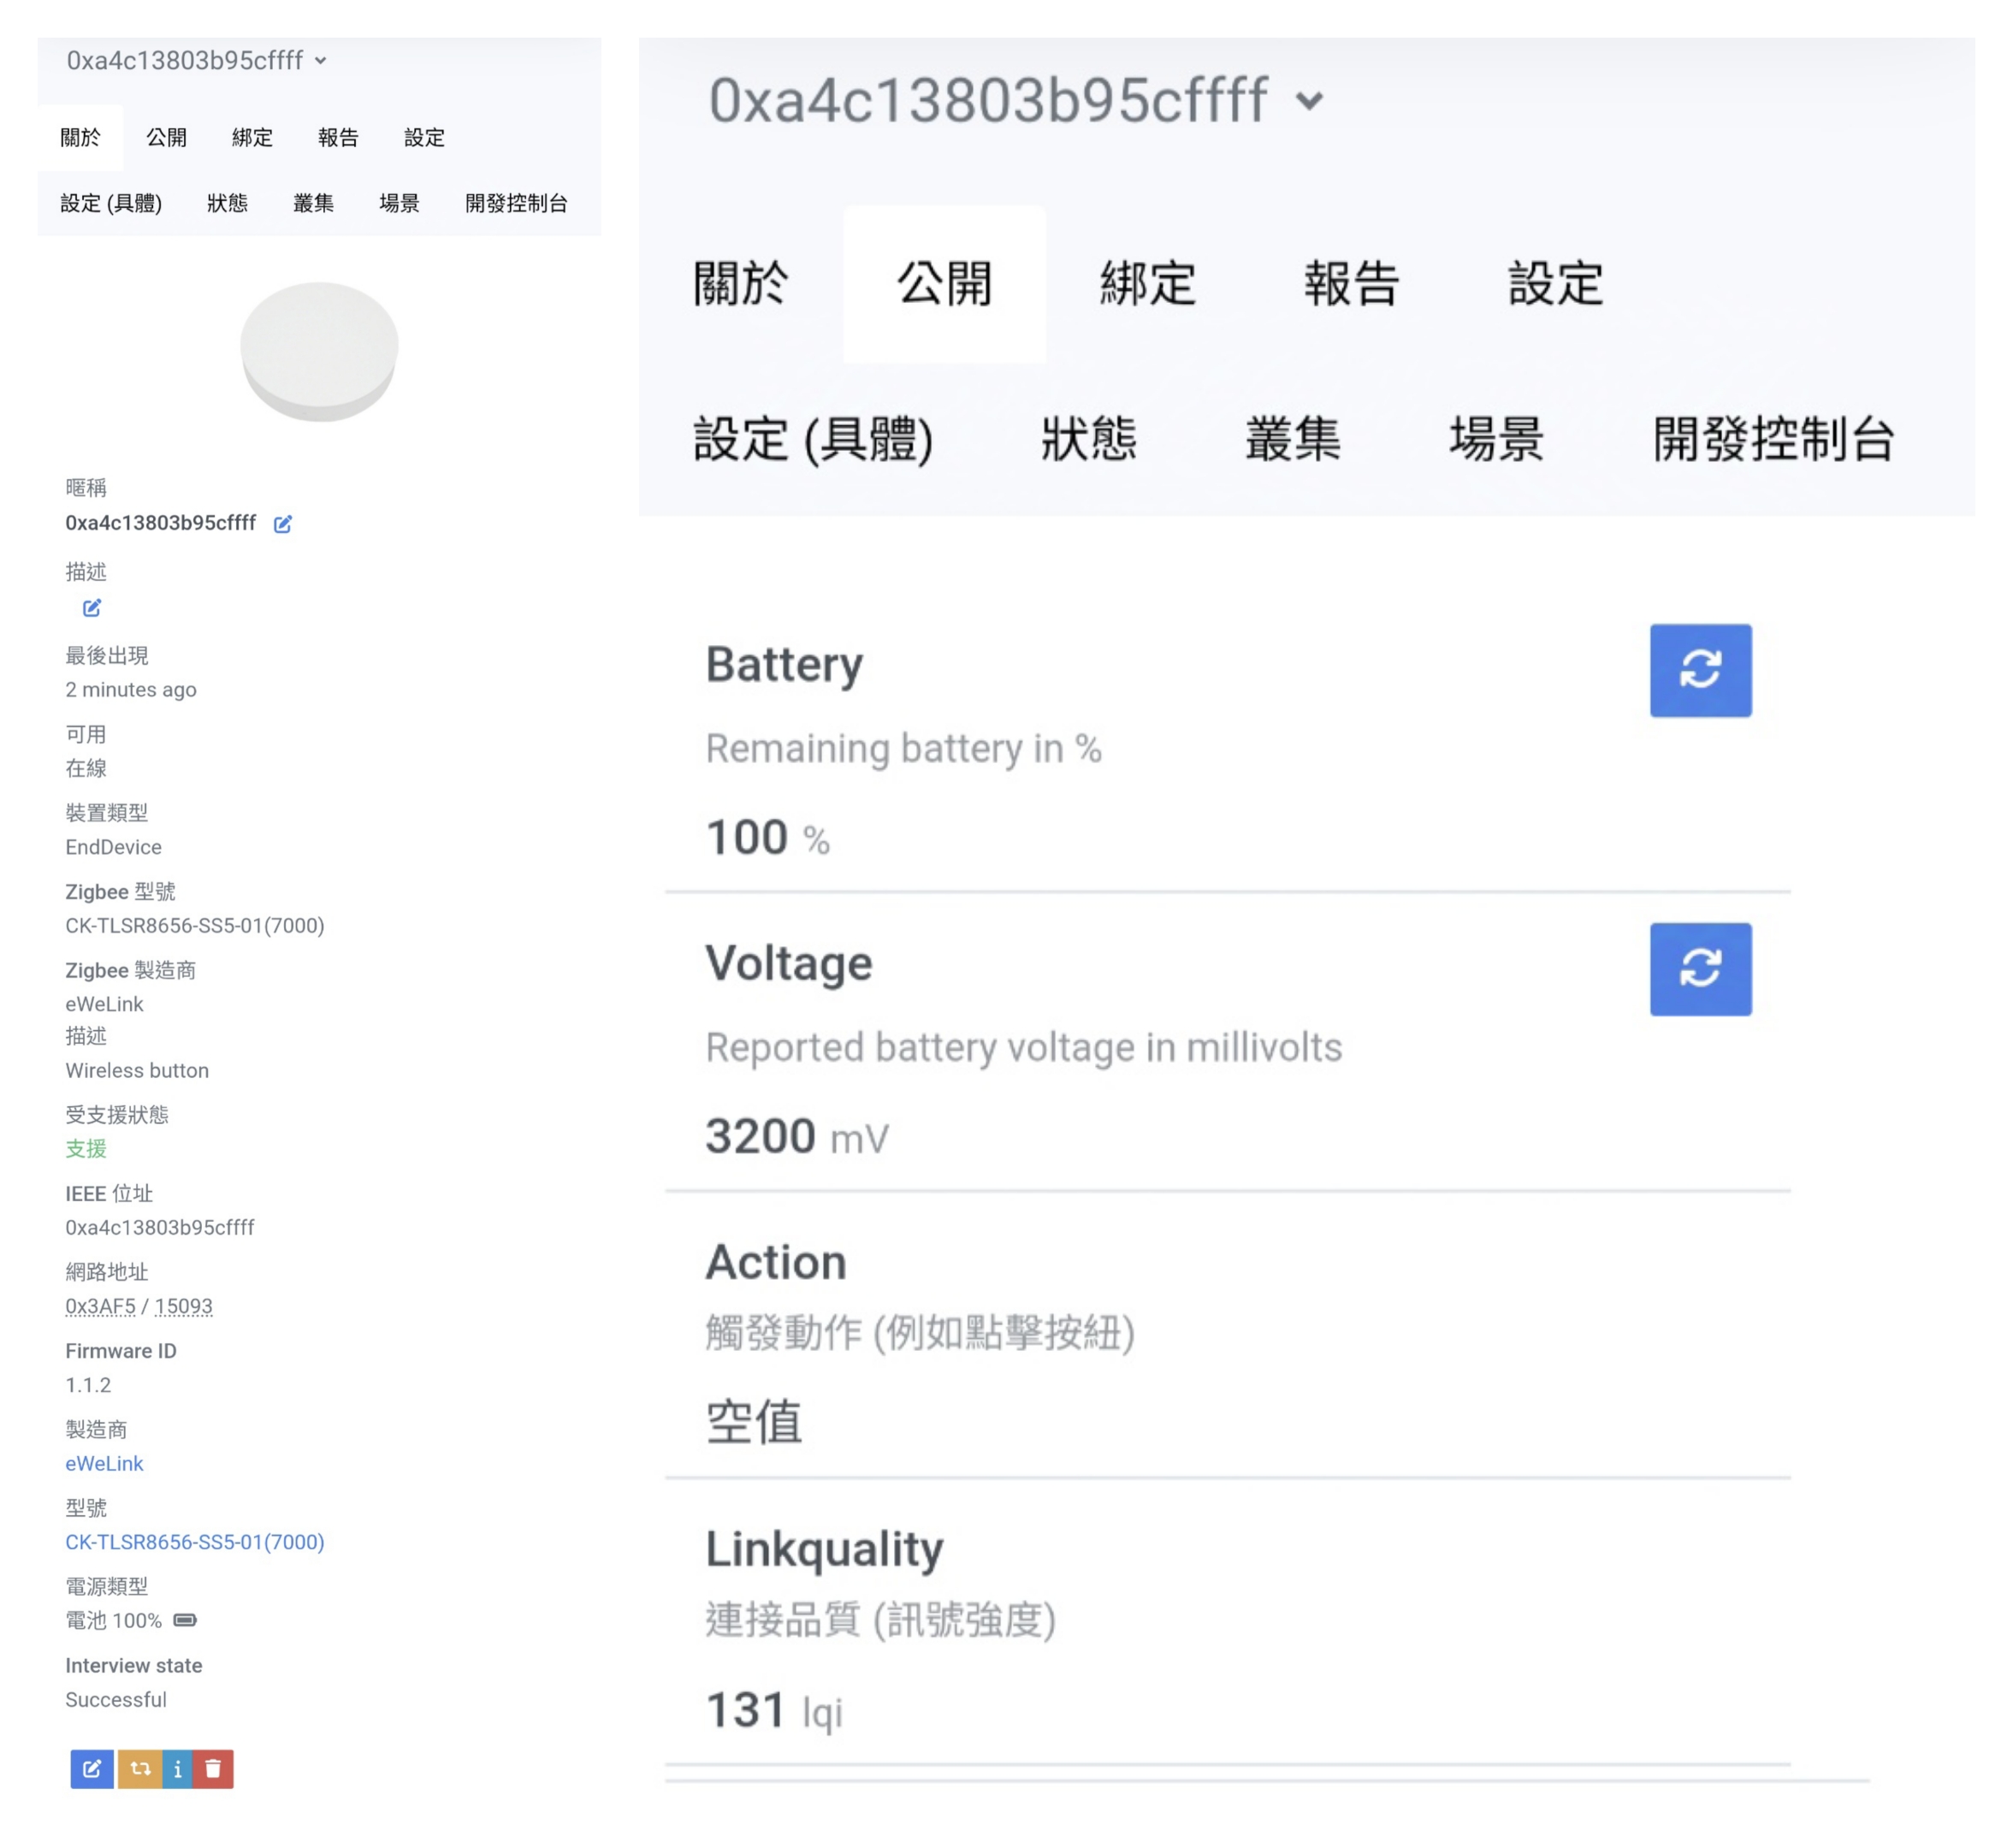 0xa4c13803b95cffff
關於 公開 綁定 報告 設定
設定 (具體) 狀態 叢集 場景 開發控制台
暱稱
0xa4c13803b95cffff
描述
最後出現
2 minutes ago
可用
在線
裝置類型
EndDevice
Zigbee 型號
CK-TLSR8656-SS5-01(7000)
Zigbee 製造商
eWeLink
描述
Wireless button
受支援狀態
支援
IEEE 位址
0xa4c13803b95cffff
網路地址
0x3AF5 / 15093
Firmware ID
1.1.2
製造商
eWeLink
型號
CK-TLSR8656-SS5-01(7000)
電源類型
電池 100%
Interview state
Successful
0xa4c13803b95cffff
關於 公開 綁定 報告 設定
設定 (具體) 狀態 叢集 場景 開發控制台
Battery
Remaining battery in %
100 %
Voltage
Reported battery voltage in millivolts
3200 mV
Action
觸發動作 (例如點擊按紐)
空值
Linkquality
連接品質 (訊號強度)
131 lqi